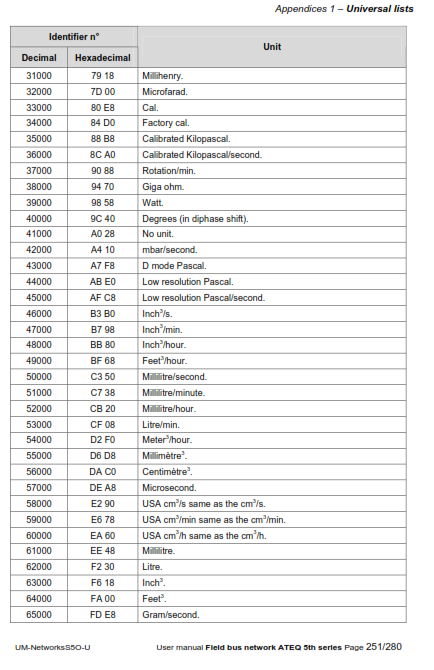 Appendices 1 – Universal lists
Identifier n°
Unit
Decimal Hexadecimal
31000 79 18 Millihenry.
32000 7D 00 Microfarad.
33000 80 E8 Cal.
34000 84 D0 Factory cal.
35000 88 B8 Calibrated Kilopascal.
36000 8C A0 Calibrated Kilopascal/second.
37000 90 88 Rotation/min.
38000 94 70 Giga ohm.
39000 98 58 Watt.
40000 9C 40 Degrees (in diphase shift).
41000 A0 28 No unit.
42000 A4 10 mbar/second.
43000 A7 F8 D mode Pascal.
44000 AB E0 Low resolution Pascal.
45000 AF C8 Low resolution Pascal/second.
46000 B3 B0 Inch³/s.
47000 B7 98 Inch³/min.
48000 BB 80 Inch³/hour.
49000 BF 68 Feet³/hour.
50000 C3 50 Millilitre/second.
51000 C7 38 Millilitre/minute.
52000 CB 20 Millilitre/hour.
53000 CF 08 Litre/min.
54000 D2 F0 Meter³/hour.
55000 D6 D8 Millimètre³.
56000 DA C0 Centimètre³.
57000 DE A8 Microsecond.
58000 E2 90 USA cm³/s same as the cm³/s.
59000 E6 78 USA cm³/min same as the cm³/min.
60000 EA 60 USA cm³/h same as the cm³/h.
61000 EE 48 Millilitre.
62000 F2 30 Litre.
63000 F6 18 Inch³.
64000 FA 00 Feet³.
65000 FD E8 Gram/second.
UM-NetworksS5O-U User manual Field bus network ATEQ 5th series Page 251/280